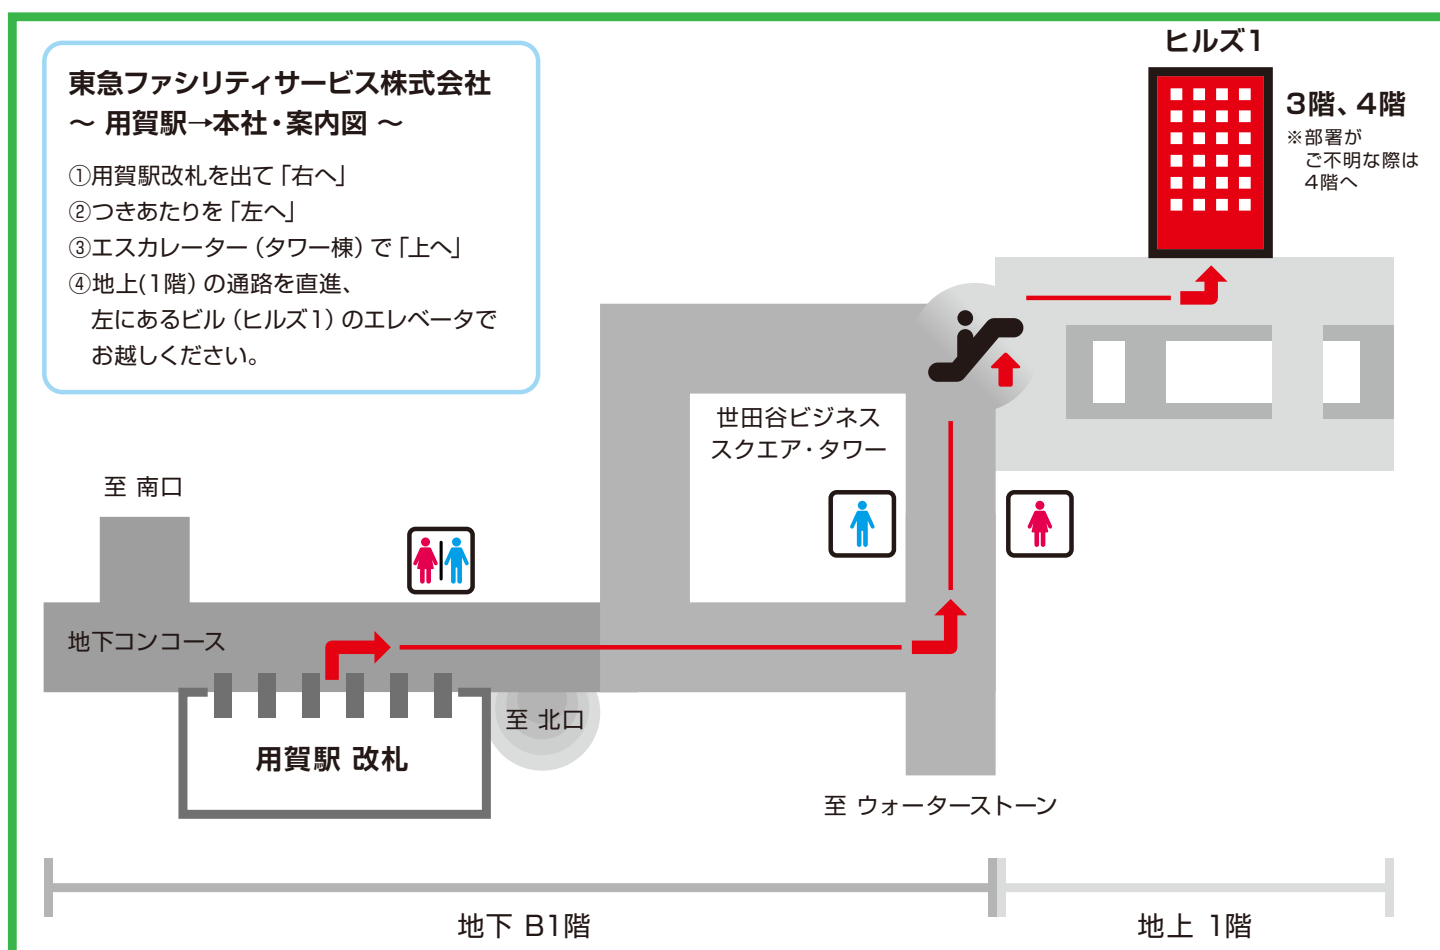 東急ファシリティサービス株式会社
～ 用賀駅→本社・案内図 ～
①用賀駅改札を出て「右へ」
②つきあたりを「左へ」
③エスカレーター（タワー棟）で「上へ」
④地上(1階）の通路を直進、
左にあるビル（ヒルズ1）のエレベータで
お越しください。
ヒルズ1
3階、4階
※部署が
ご不明な際は
4階へ
世田谷ビジネス
スクエア・タワー
至 南口
地下コンコース
至 北口
用賀駅 改札
至 ウォーターストーン
地下 B1階
地上 1階